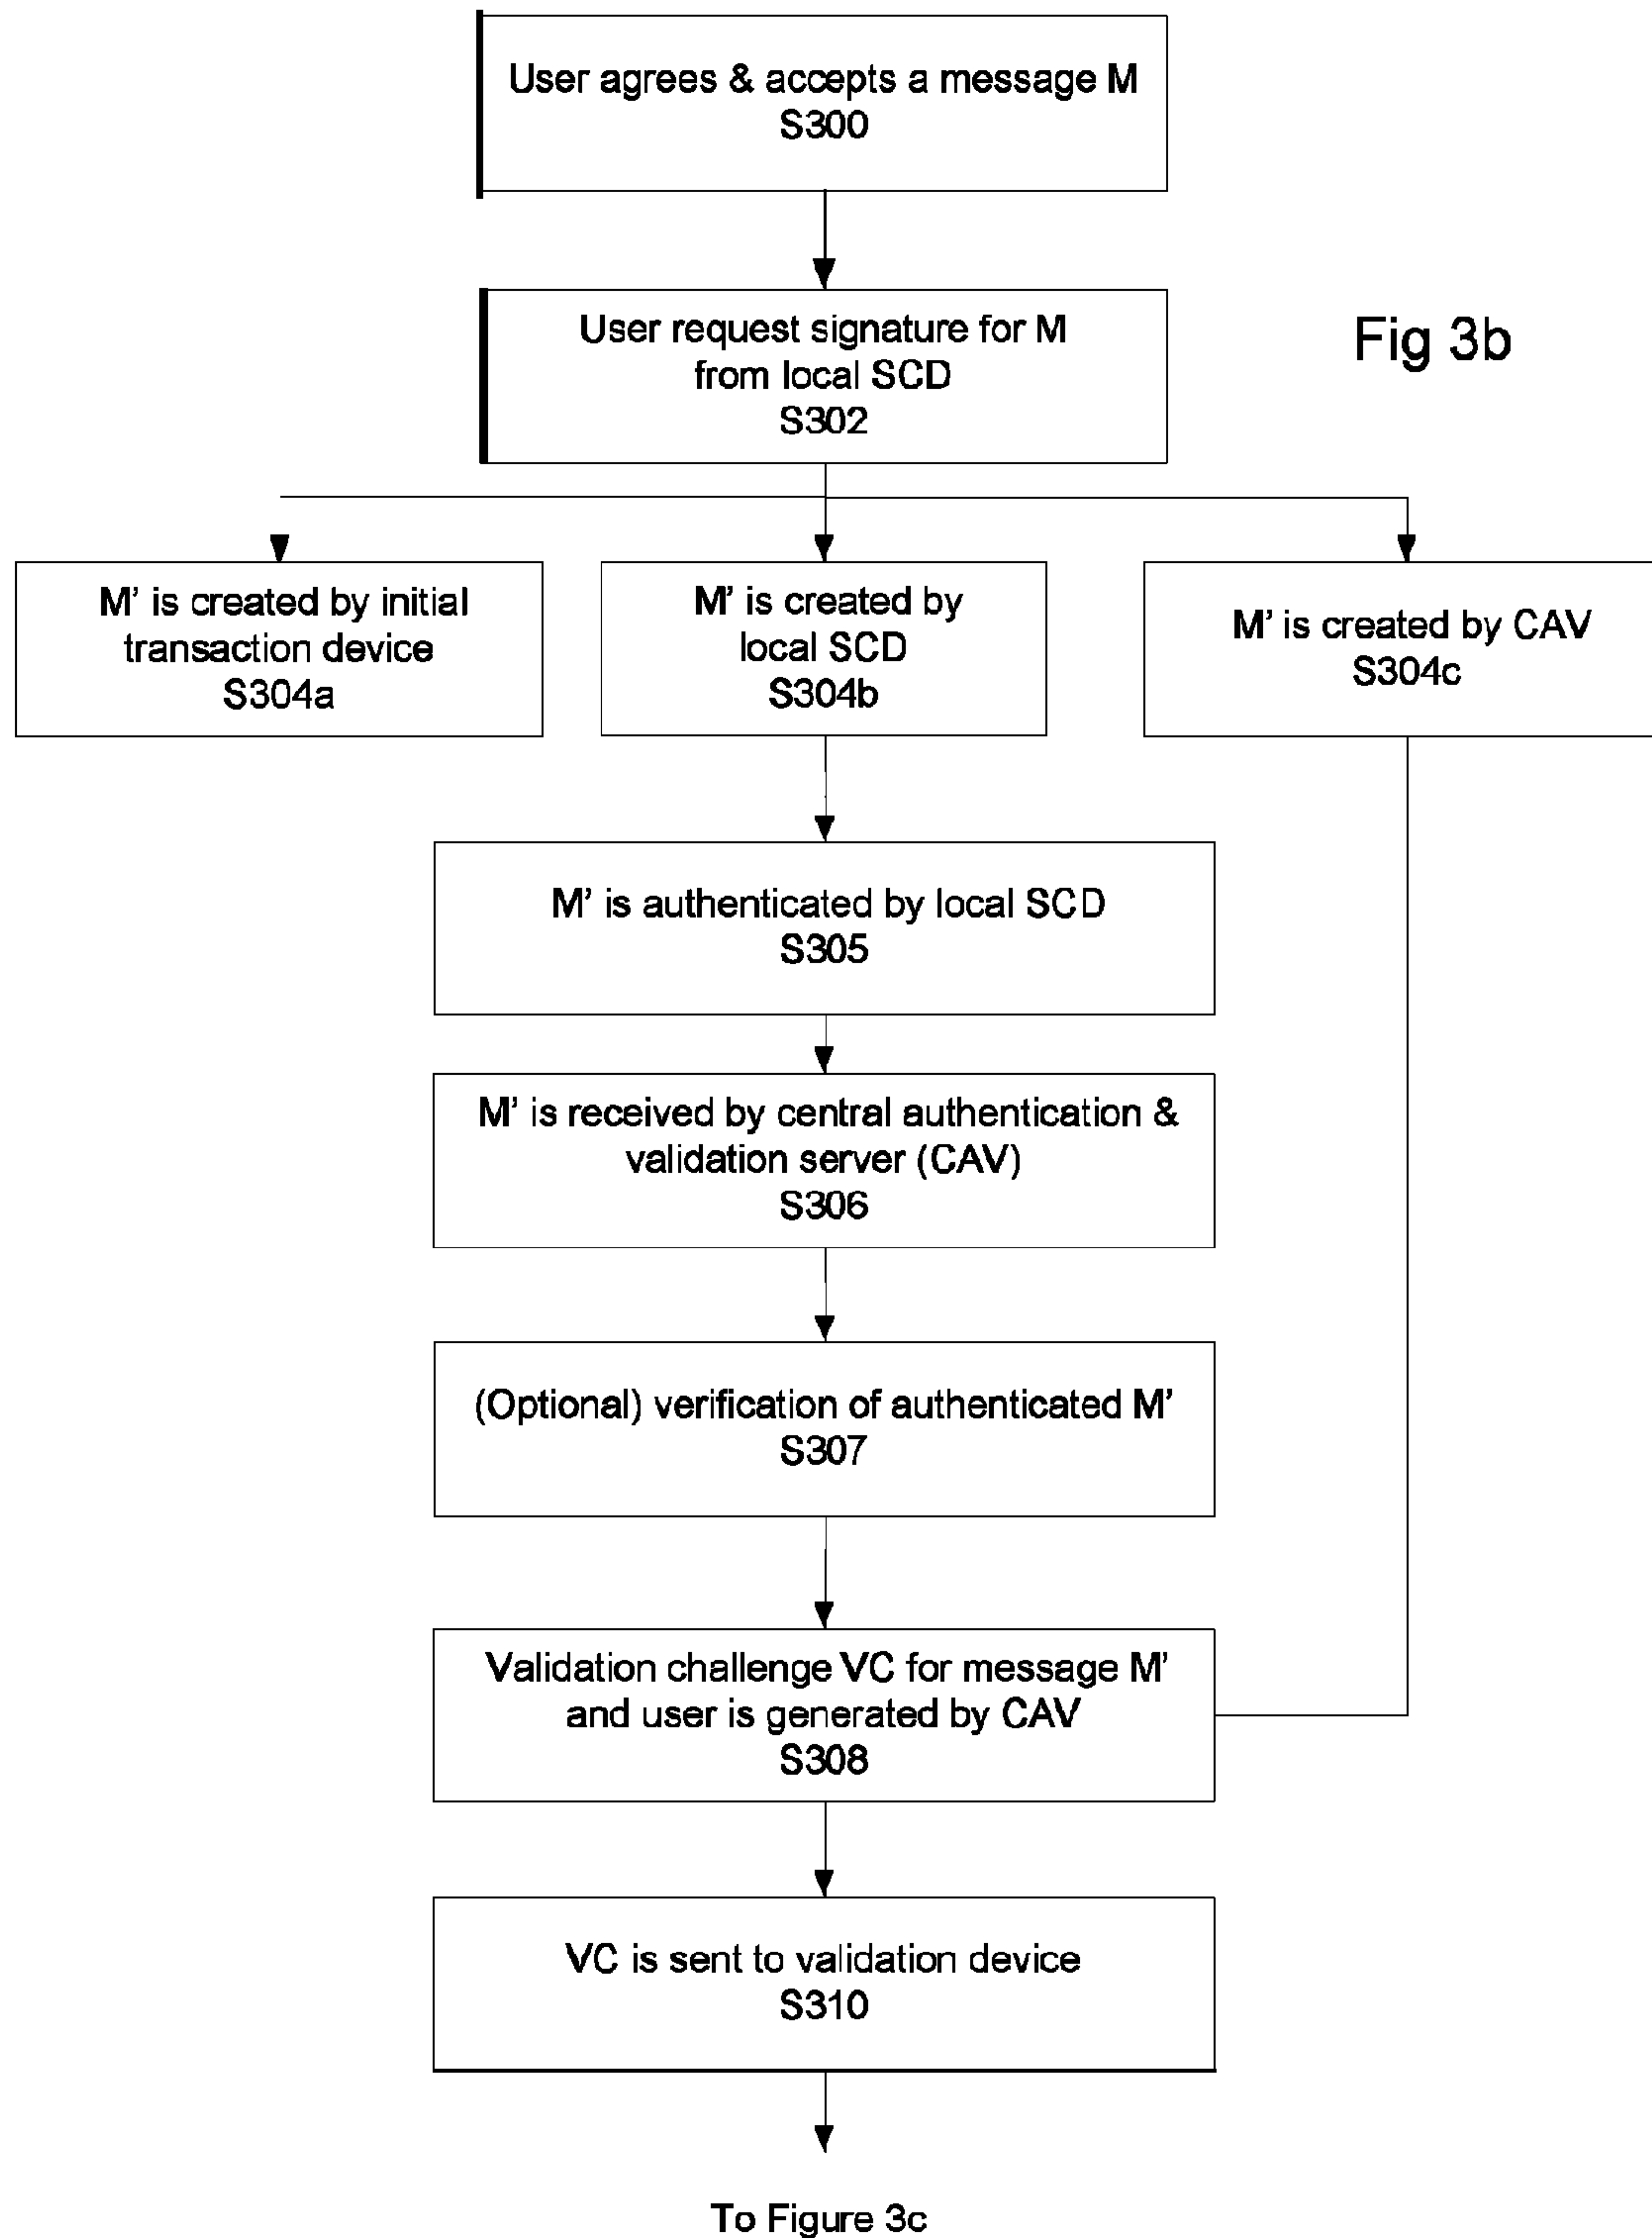 User agrees & accepts a message M
S300
User request signature for M
from local SCD
S302
Fig 3b
M' is created by initial
transaction device
S304a
M' is created by
local SCD
S304b
M' is created by CAV
S304c
M' is authenticated by local SCD
S305
M' is received by central authentication &
validation server (CAV)
S306
(Optional) verification of authenticated M'
S307
Validation challenge VC for message M'
and user is generated by CAV
S308
VC is sent to validation device
S310
To Figure 3c